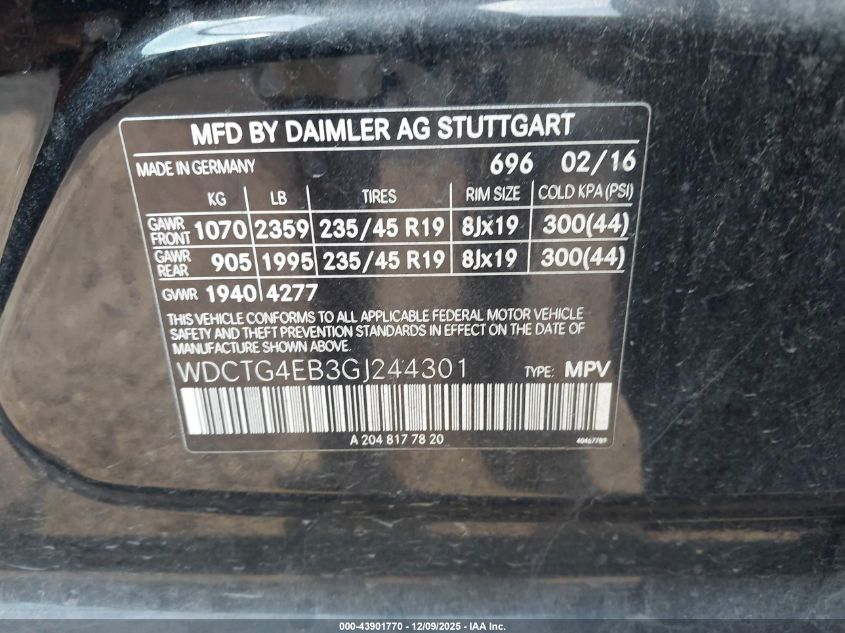 MFD BY DAIMLER AG STUTTGART
MADE IN GERMANY 696 02/16
KG LB TIRES RIM SIZE COLD KPA (PSI)
GAWR FRONT 1070 2359 235/45 R19 8Jx19 300(44)
GAWR REAR 905 1995 235/45 R19 8Jx19 300(44)
GVWR 1940 4277
THIS VEHICLE CONFORMS TO ALL APPLICABLE FEDERAL MOTOR VEHICLE
SAFETY AND THEFT PREVENTION STANDARDS IN EFFECT ON THE DATE OF
MANUFACTURE SHOWN ABOVE.
WDCTG4EB3GJ244301 TYPE: MPV
A 204 817 78 20 40467789
000-43901770 • 12/09/2025 - IAA Inc.